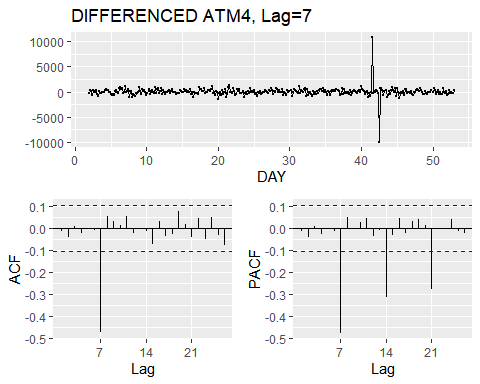 DIFFERENCED ATM4, Lag=7
10000
5000
0
-5000
-10000
0 10 20 30 40 50
DAY
ACF
0.1
0.0
-0.1
-0.2
-0.3
-0.4
-0.5
7 14 21
Lag
PACF
0.1
0.0
-0.1
-0.2
-0.3
-0.4
-0.5
7 14 21
Lag